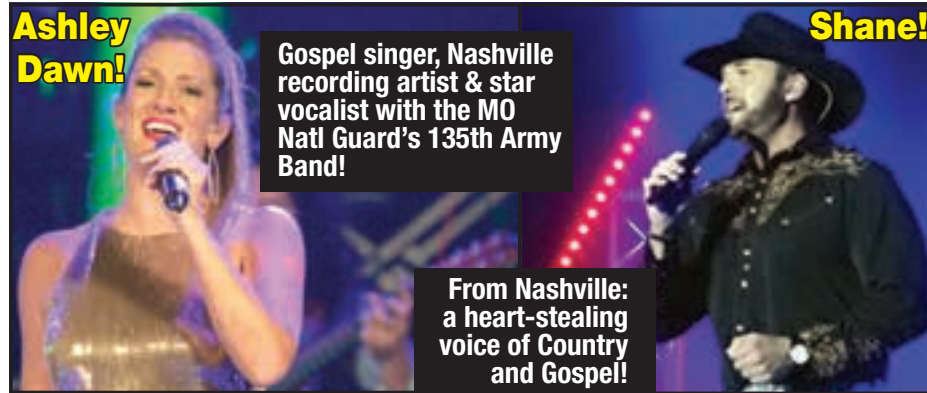 Ashley
Dawn!
Gospel singer, Nashville
recording artist & star
vocalist with the MO
Natl Guard’s 135th Army
Band!
Shane!
From Nashville:
a heart-stealing
voice of Country
and Gospel!